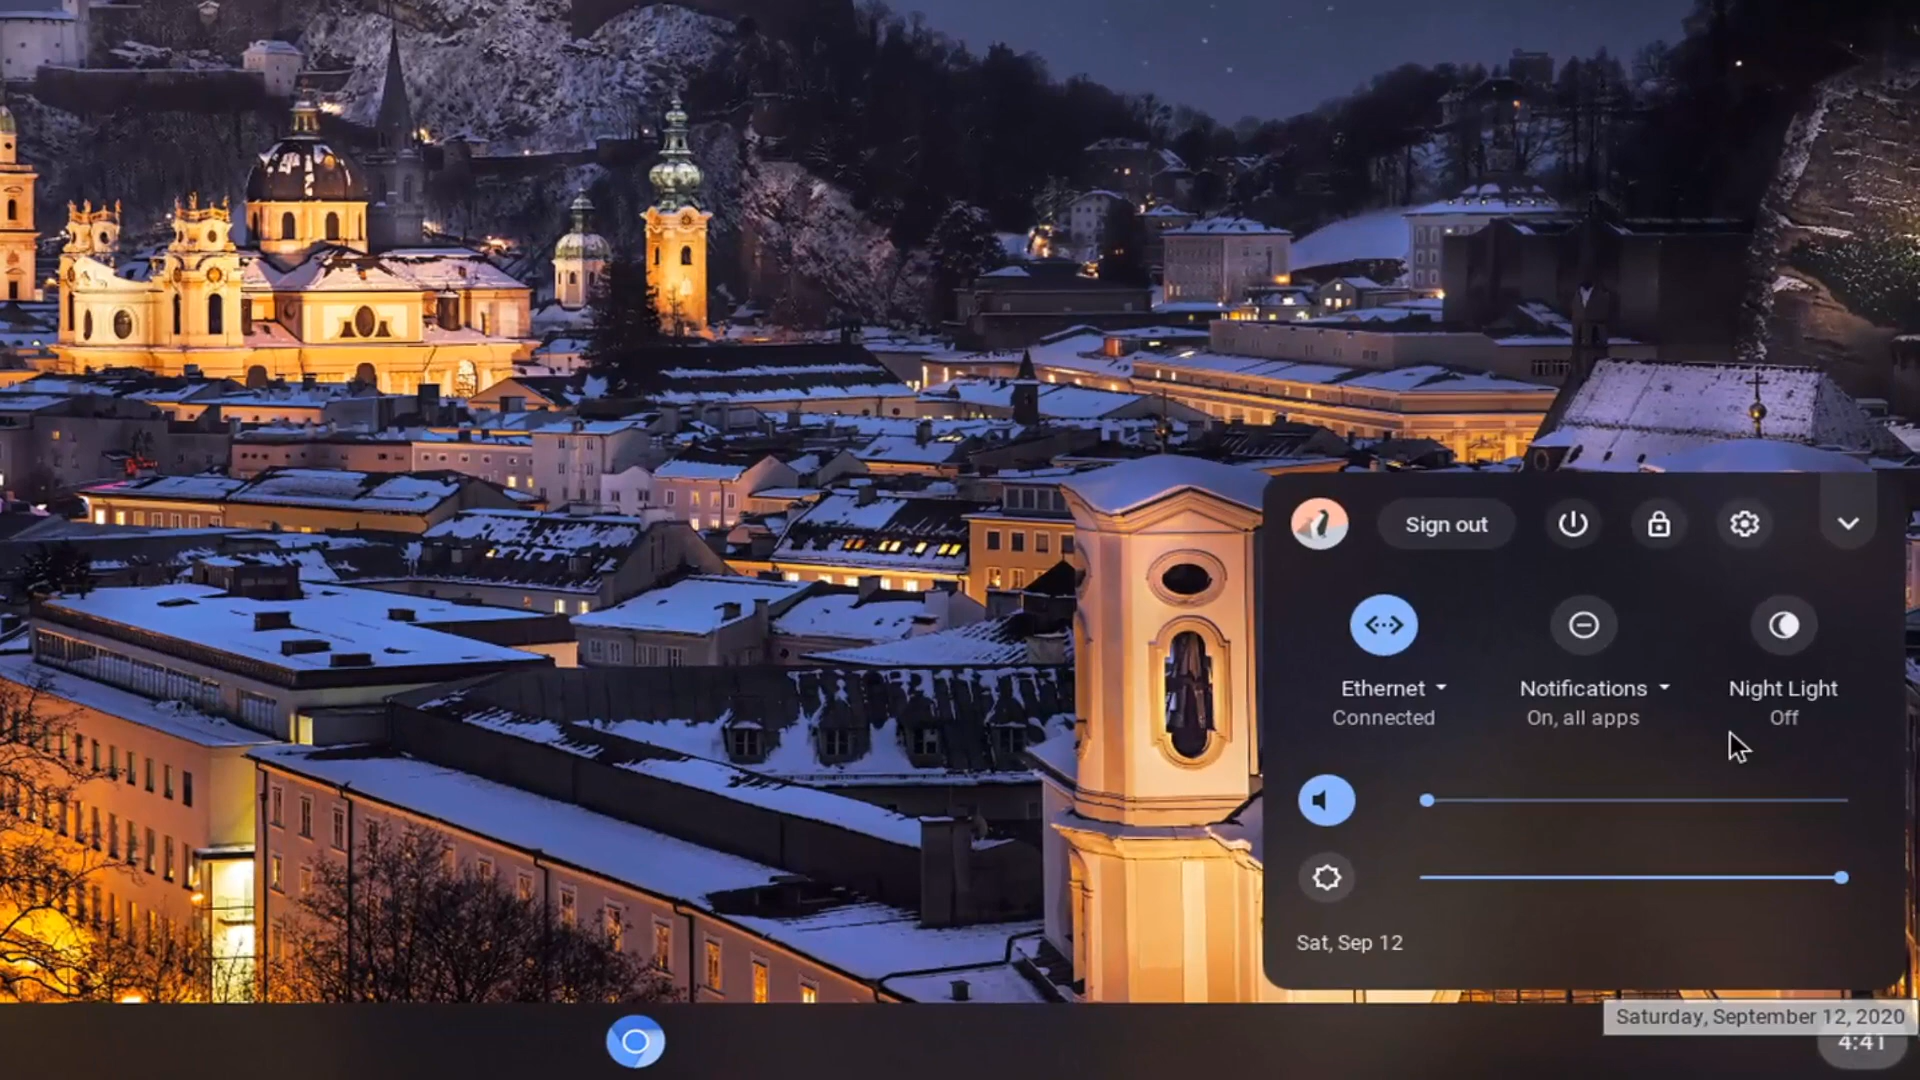 Sign out
Ethernet
Connected
Notifications
On, all apps
Night Light
Off
Sat, Sep 12
Saturday, September 12, 2020
4:41